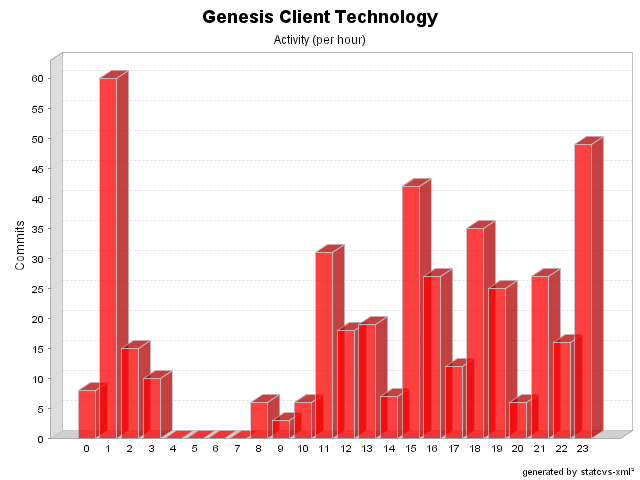 Genesis Client Technology
Activity (per hour)
60
55
50
45
40
35
30
25
20
15
10
5
0
Commits
0 1 2 3 4 5 6 7 8 9 10 11 12 13 14 15 16 17 18 19 20 21 22 23
generated by statcvs-xml²